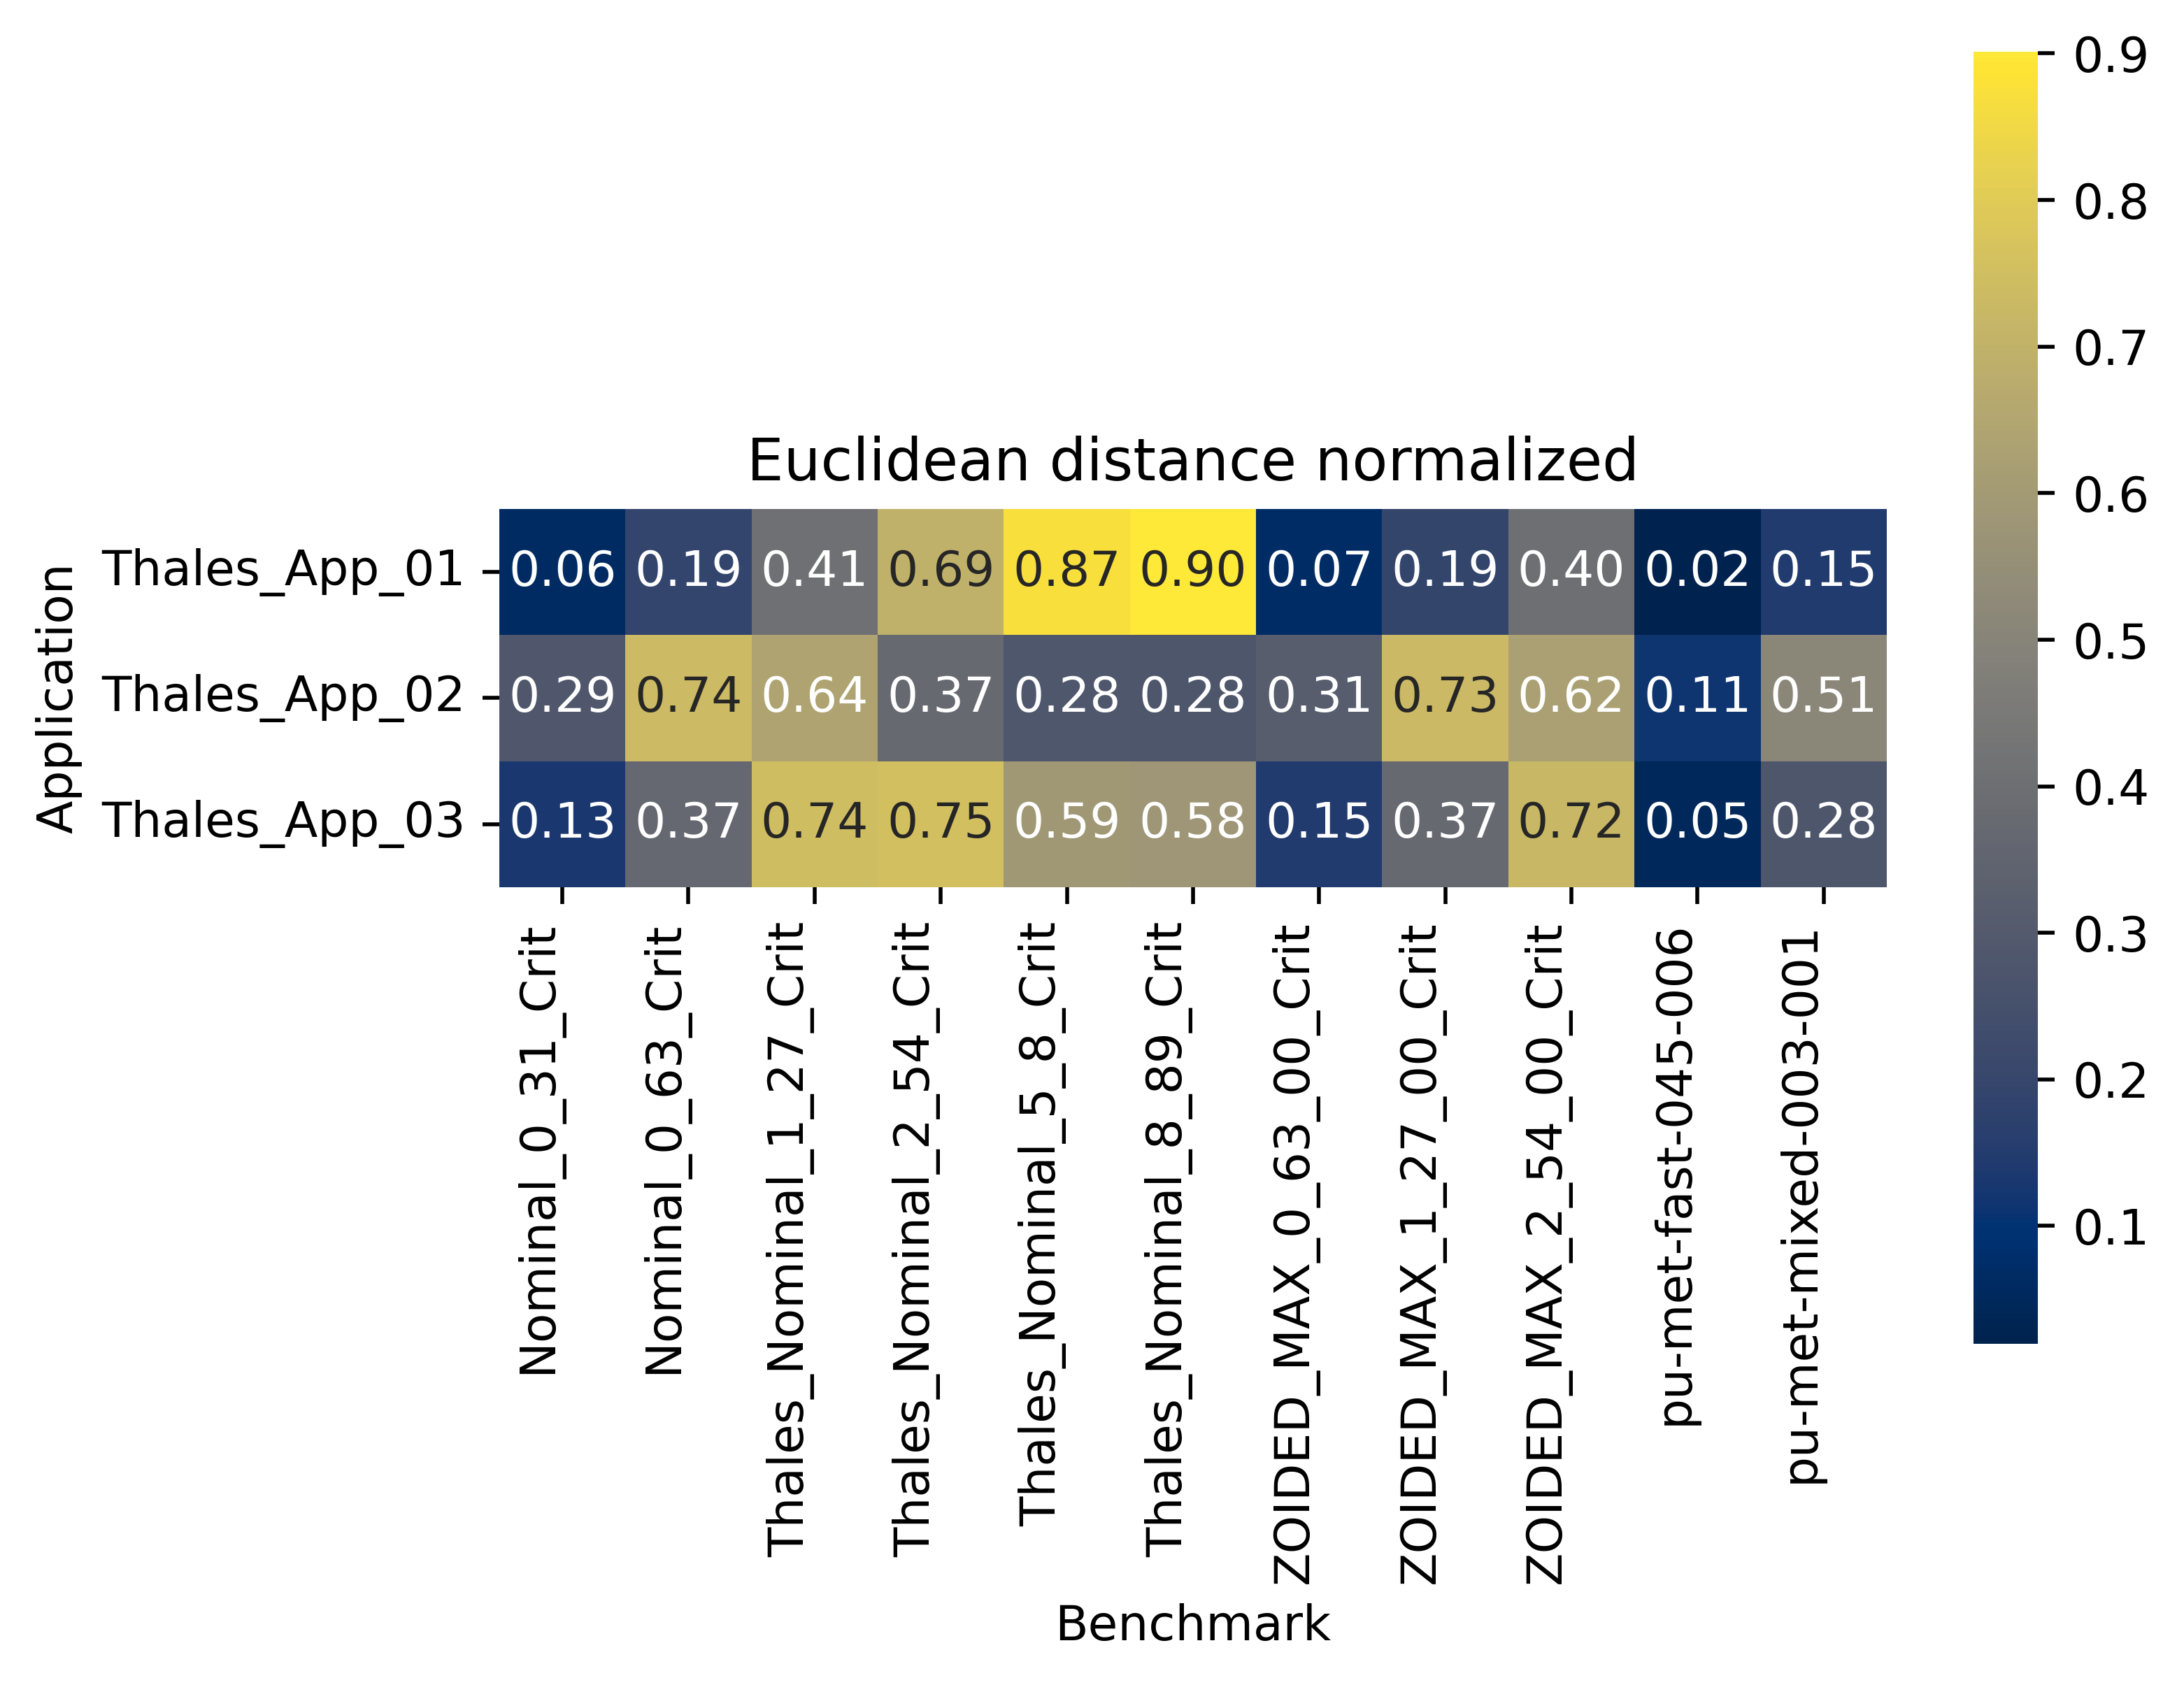 Euclidean distance normalized
Application
Thales_App_01 0.06 0.19 0.41 0.69 0.87 0.90 0.07 0.19 0.40 0.02 0.15
Thales_App_02 0.29 0.74 0.64 0.37 0.28 0.28 0.31 0.73 0.62 0.11 0.51
Thales_App_03 0.13 0.37 0.74 0.75 0.59 0.58 0.15 0.37 0.72 0.05 0.28
Nominal_0_31_Crit
Nominal_0_63_Crit
Thales_Nominal_1_27_Crit
Thales_Nominal_2_54_Crit
Thales_Nominal_5_8_Crit
Thales_Nominal_8_89_Crit
ZOIDED_MAX_0_63_00_Crit
ZOIDED_MAX_1_27_00_Crit
ZOIDED_MAX_2_54_00_Crit
pu-met-fast-045-006
pu-met-mixed-003-001
Benchmark
0.9
0.8
0.7
0.6
0.5
0.4
0.3
0.2
0.1